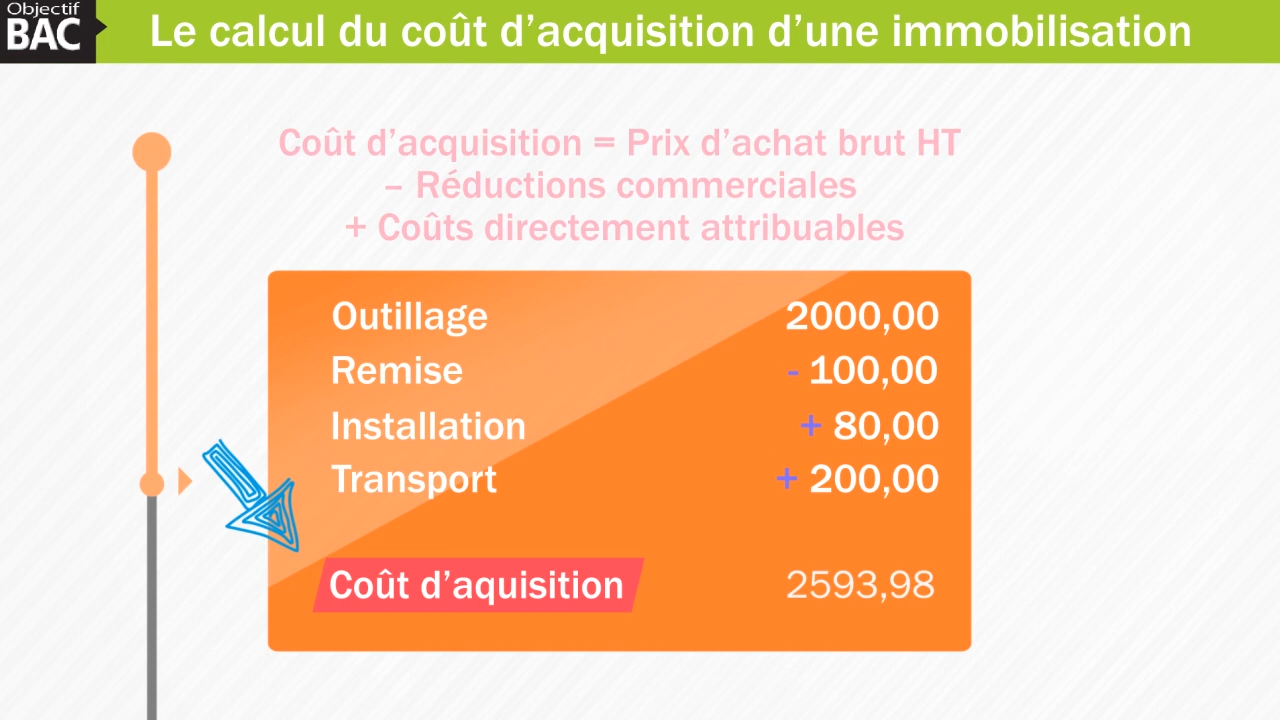 Objectif
BAC
Le calcul du coût d’acquisition d’une immobilisation
Coût d’acquisition = Prix d’achat brut HT
– Réductions commerciales
+ Coûts directement attribuables
Outillage 2000,00
Remise - 100,00
Installation + 80,00
Transport + 200,00
Coût d’aquisition 2593,98